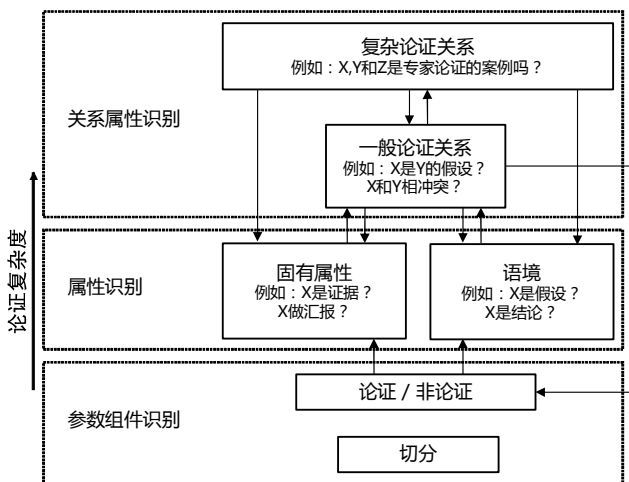 复杂论证关系
例如：X,Y和Z是专家论证的案例吗？
关系属性识别
一般论证关系
例如：X是Y的假设？
X和Y相冲突？
论证复杂度
固有属性
例如：X是证据？
X做汇报？
语境
例如：X是假设？
X是结论？
属性识别
论证 / 非论证
参数组件识别
切分